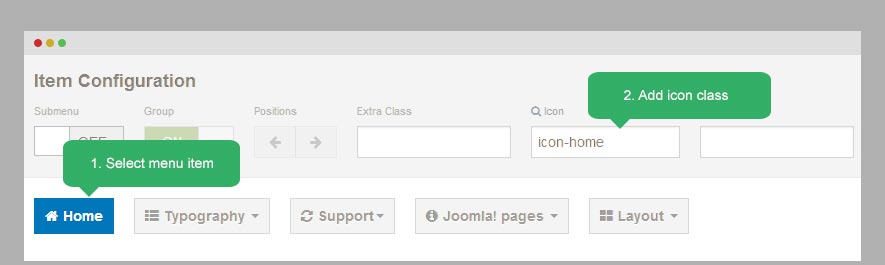 Item Configuration
2. Add icon class
Submenu
Group
Positions
Extra Class
Icon
OFF
ON
icon-home
1. Select menu item
Home
Typography
Support
Joomla! pages
Layout